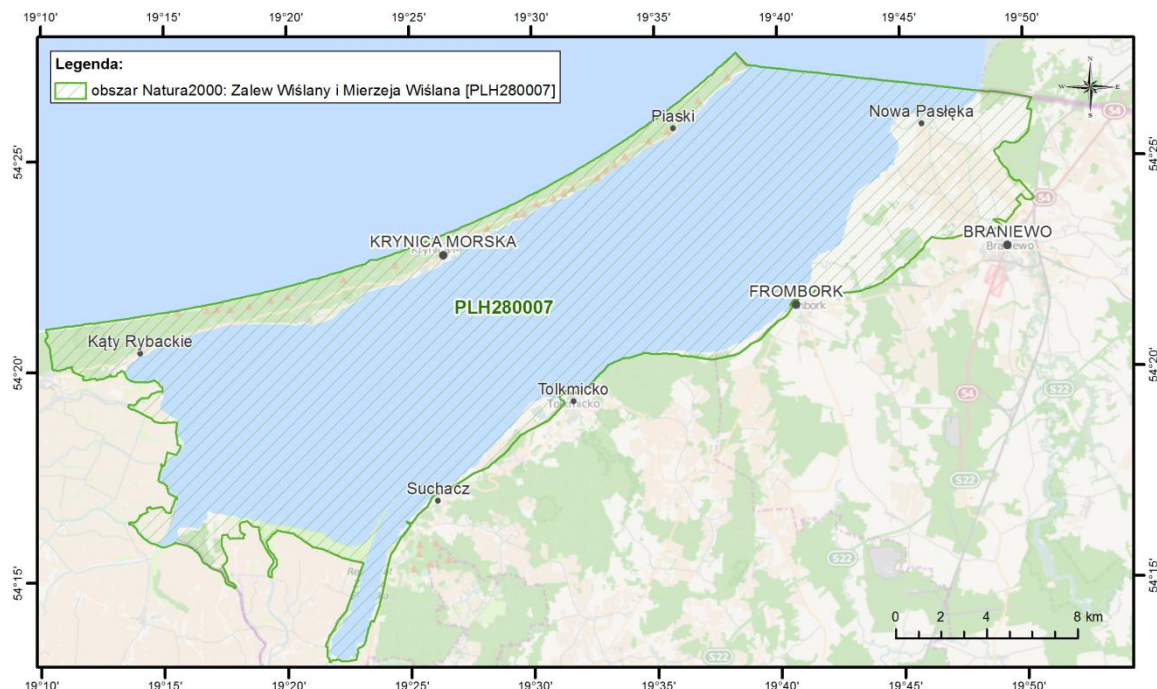 19°10' 19°15' 19°20' 19°25' 19°30' 19°35' 19°40' 19°45' 19°50'
Legenda:
obszar Natura2000: Zalew Wiślany i Mierzeja Wiślana [PLH280007]
N
W E
S
S4
Nowa Pasłęka
Piaski
54°25' 54°25'
S4
KRYNICA MORSKA
BRANIEWO
Braniewo
PLH280007
FROMBORK
Kąty Rybackie
54°20' 54°20'
Tolkmicko
Tolkmicko
S22
S4
Suchacz
S22
S22
54°15' 54°15'
0 2 4 8 km
S22
19°10' 19°15' 19°20' 19°25' 19°30' 19°35' 19°40' 19°45' 19°50'